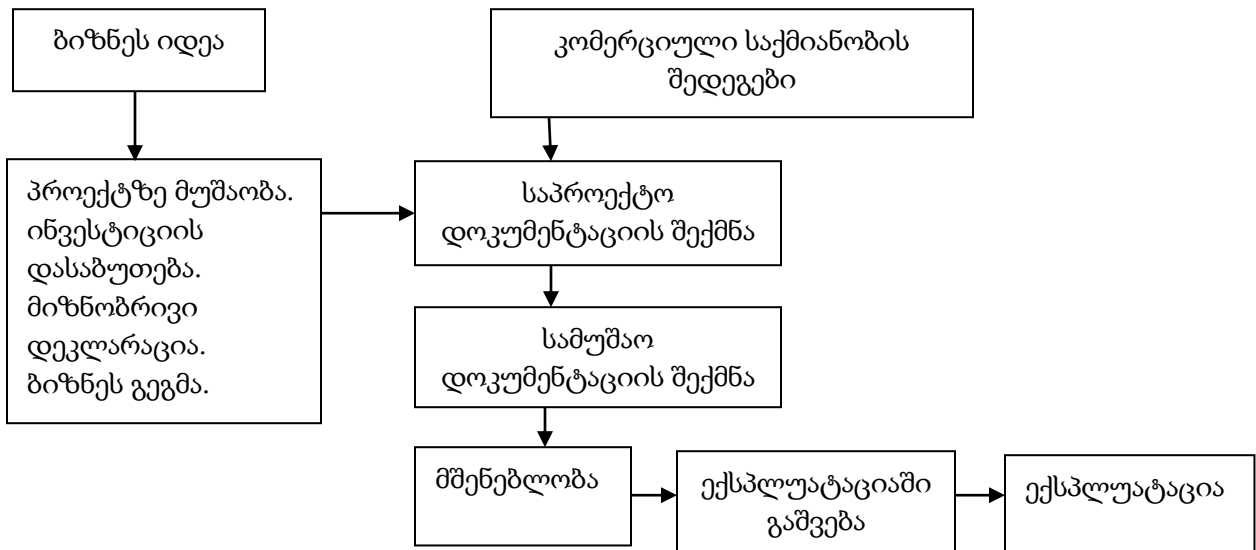 ბიზნეს იდეა
კომერციული საქმიანობის
შედეგები
პროექტზე მუშაობა.
ინვესტიციის
დასაბუთება.
მიზნობრივი
დეკლარაცია.
ბიზნეს გეგმა.
საპროექტო
დოკუმენტაციის შექმნა
სამუშაო
დოკუმენტაციის შექმნა
მშენებლობა
ექსპლუატაციაში
გაშვება
ექსპლუატაცია